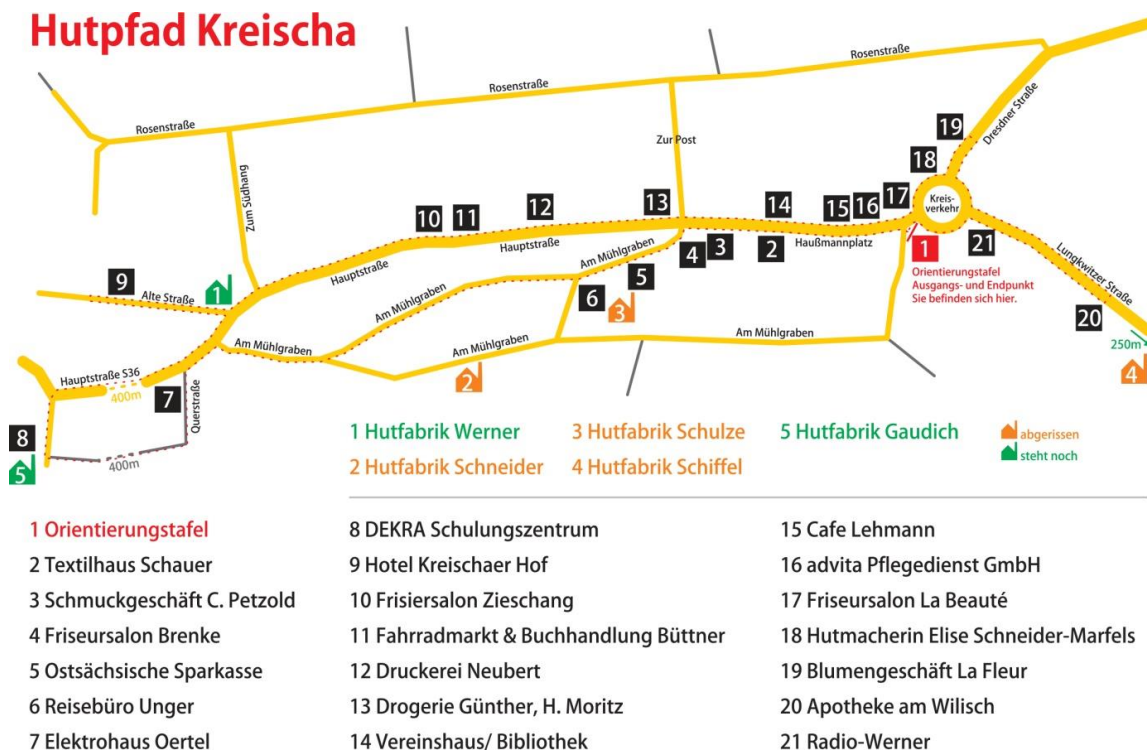 Hutpfad Kreischa
Rosenstraße
Rosenstraße
Rosenstraße
Dresdner Straße
Zur Post
Zum Südhang
19
18
17
16
15
14
13
12
11
10
9
Kreis-
verkehr
Hauptstraße
Haußmannplatz
Hauptstraße
Am Mühlgraben
4
3
2
1
21
Orientierungstafel
Ausgangs- und Endpunkt
Sie befinden sich hier.
Lungkwitzer Straße
20
250m
4
Alte Straße
1
5
6
3
Am Mühlgraben
Am Mühlgraben
Am Mühlgraben
Am Mühlgraben
2
Hauptstraße S36
400m
7
Querstraße
8
5
400m
1 Hutfabrik Werner
2 Hutfabrik Schneider
3 Hutfabrik Schulze
4 Hutfabrik Schiffel
5 Hutfabrik Gaudich
abgerissen
steht noch
1 Orientierungstafel
2 Textilhaus Schauer
3 Schmuckgeschäft C. Petzold
4 Friseursalon Brenke
5 Ostsächsische Sparkasse
6 Reisebüro Unger
7 Elektrohaus Oertel
8 DEKRA Schulungszentrum
9 Hotel Kreischaer Hof
10 Frisiersalon Zieschang
11 Fahrradmarkt & Buchhandlung Büttner
12 Druckerei Neubert
13 Drogerie Günther, H. Moritz
14 Vereinshaus/ Bibliothek
15 Cafe Lehmann
16 advita Pflegedienst GmbH
17 Friseursalon La Beauté
18 Hutmacherin Elise Schneider-Marfels
19 Blumengeschäft La Fleur
20 Apotheke am Wilisch
21 Radio-Werner